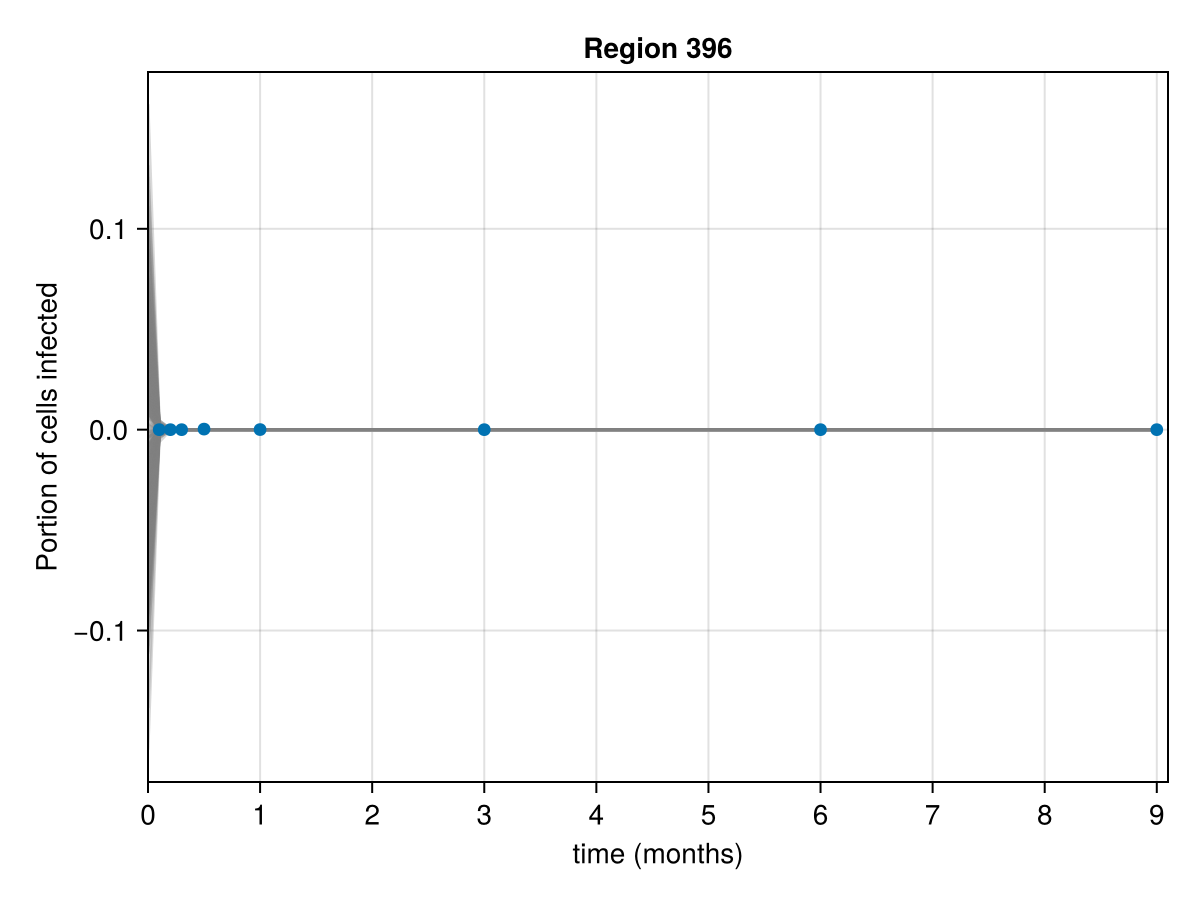 Region 396
Portion of cells infected
0.1
0.0
−0.1
0 1 2 3 4 5 6 7 8 9
time (months)